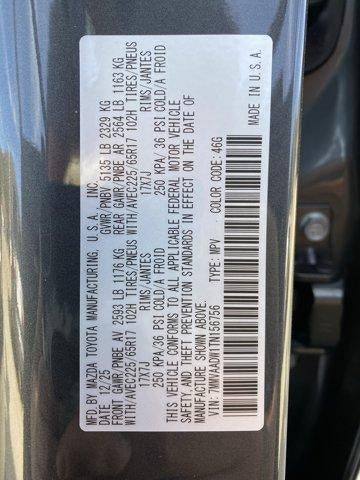 MFD. BY MAZDA TOYOTA MANUFACTURING, U.S.A., INC.
12/25 GVWR/PNBV 5135 LB 2329 KG
FRONT GAWR/PNBE AV 2593 LB 1176 KG REAR GAWR/PNBE AR 2564 LB 1163 KG
WITH/AVEC225/65R17 102H TIRES/PNEUS WITH/AVEC225/65R17 102H TIRES/PNEUS
17X7J RIMS/JANTES 17X7J RIMS/JANTES
250 KPA/36 PSI COLD/A FROID 250 KPA/36 PSI COLD/A FROID
THIS VEHICLE CONFORMS TO ALL APPLICABLE FEDERAL MOTOR VEHICLE
SAFETY AND THEFT PREVENTION STANDARDS IN EFFECT ON THE DATE OF
MANUFACTURE SHOWN ABOVE.
7MMVAADW1TN156756 TYPE: MPV COLOR CODE: 46G
MADE IN U.S.A.